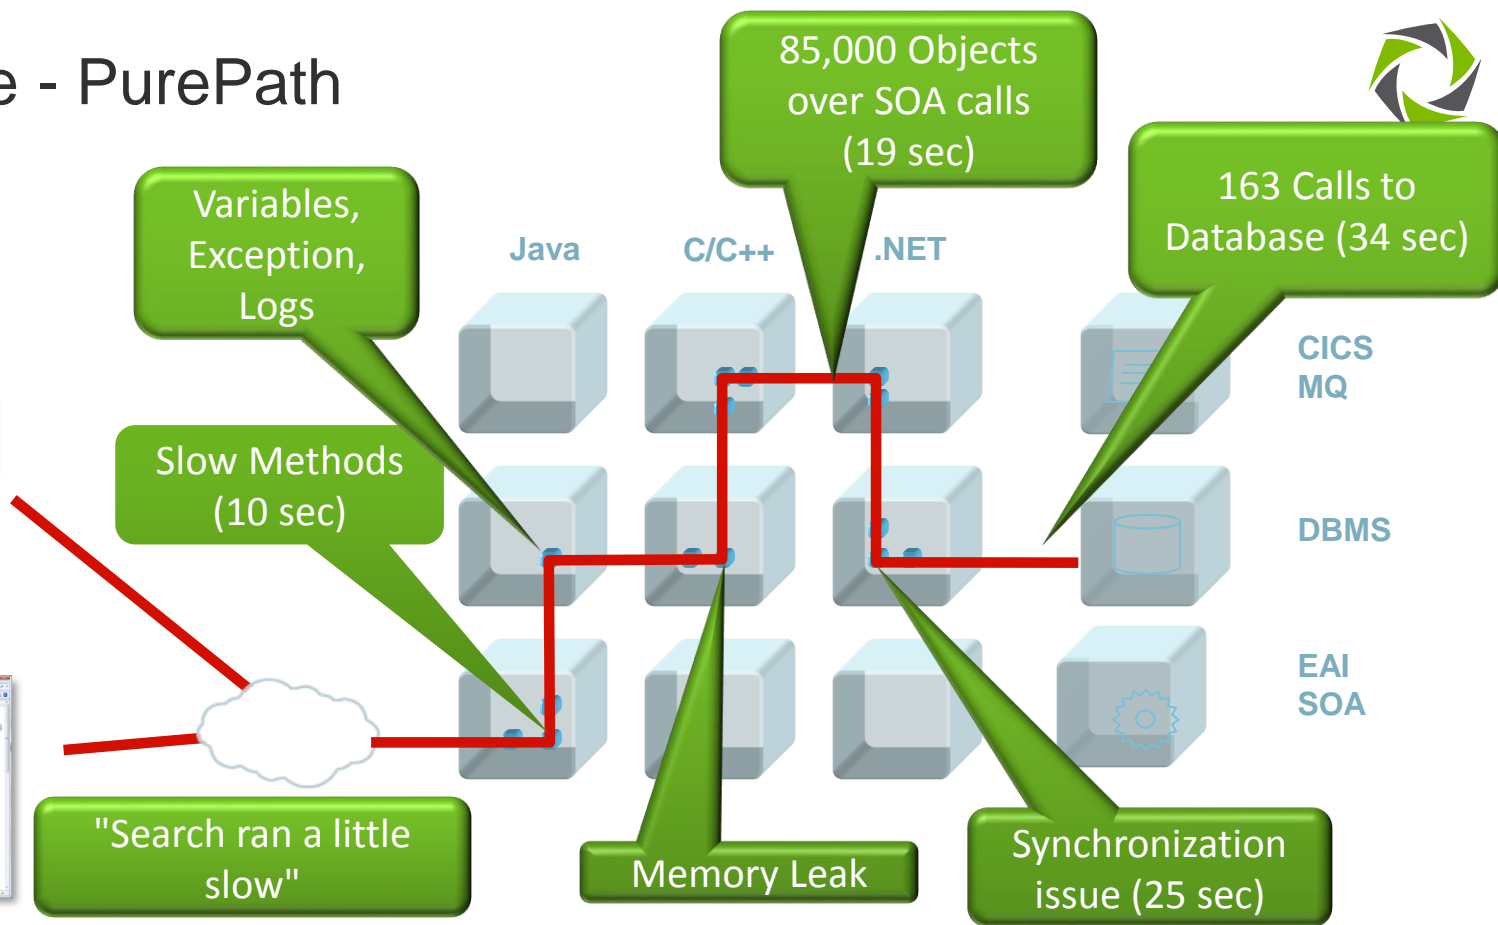 e - PurePath
85,000 Objects
over SOA calls
(19 sec)
163 Calls to
Database (34 sec)
Variables,
Exception,
Logs
Java
C/C++
.NET
CICS
MQ
Slow Methods
(10 sec)
DBMS
EAI
SOA
"Search ran a little
slow"
Memory Leak
Synchronization
issue (25 sec)